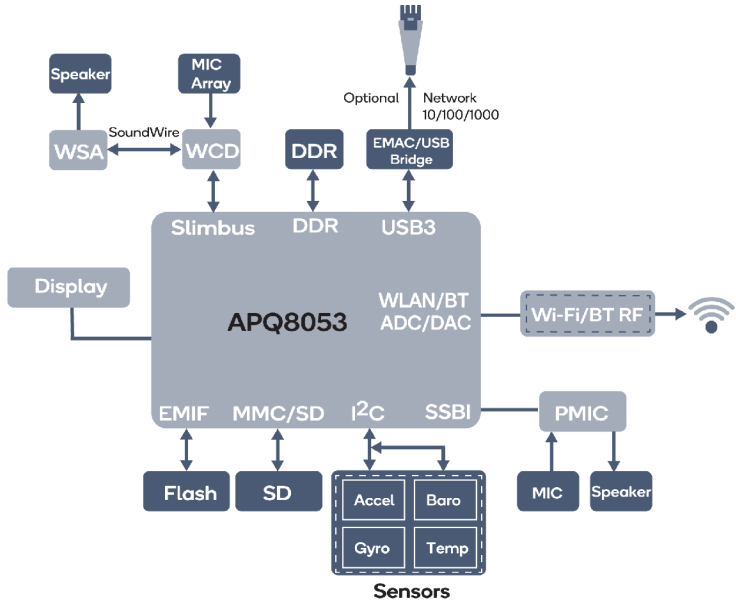 Speaker
MIC
Array
Optional
Network
10/100/1000
WSA
SoundWire
WCD
DDR
EMAC/USB
Bridge
Slimbus
DDR
USB3
Display
APQ8053
WLAN/BT
ADC/DAC
Wi-Fi/BT RF
EMIF
MMC/SD
I²C
SSBI
PMIC
Flash
SD
Accel
Baro
Gyro
Temp
MIC
Speaker
Sensors